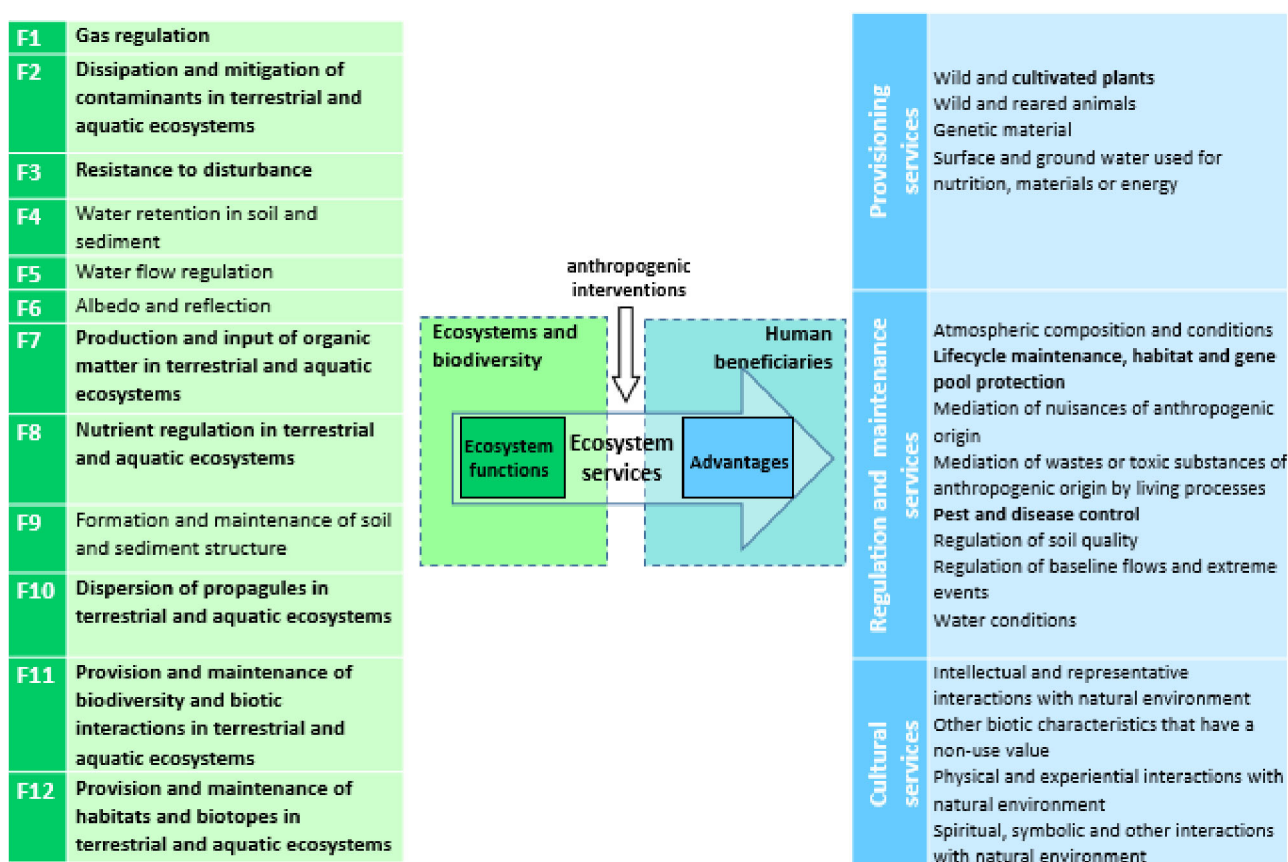 F1
Gas regulation
F2
Dissipation and mitigation of
contaminants in terrestrial and
aquatic ecosystems
F3
Resistance to disturbance
F4
Water retention in soil and
sediment
F5
Water flow regulation
F6
Albedo and reflection
F7
Production and input of organic
matter in terrestrial and aquatic
ecosystems
F8
Nutrient regulation in terrestrial
and aquatic ecosystems
F9
Formation and maintenance of soil
and sediment structure
F10
Dispersion of propagules in
terrestrial and aquatic ecosystems
F11
Provision and maintenance of
biodiversity and biotic
interactions in terrestrial and
aquatic ecosystems
F12
Provision and maintenance of
habitats and biotopes in
terrestrial and aquatic ecosystems
anthropogenic
interventions
Ecosystems and
biodiversity
Human
beneficiaries
Ecosystem
functions
Ecosystem
services
Advantages
Provisioning
services
Wild and cultivated plants
Wild and reared animals
Genetic material
Surface and ground water used for
nutrition, materials or energy
Regulation and maintenance
services
Atmospheric composition and conditions
Lifecycle maintenance, habitat and gene
pool protection
Mediation of nuisances of anthropogenic
origin
Mediation of wastes or toxic substances of
anthropogenic origin by living processes
Pest and disease control
Regulation of soil quality
Regulation of baseline flows and extreme
events
Water conditions
Cultural
services
Intellectual and representative
interactions with natural environment
Other biotic characteristics that have a
non-use value
Physical and experiential interactions with
natural environment
Spiritual, symbolic and other interactions
with natural environment